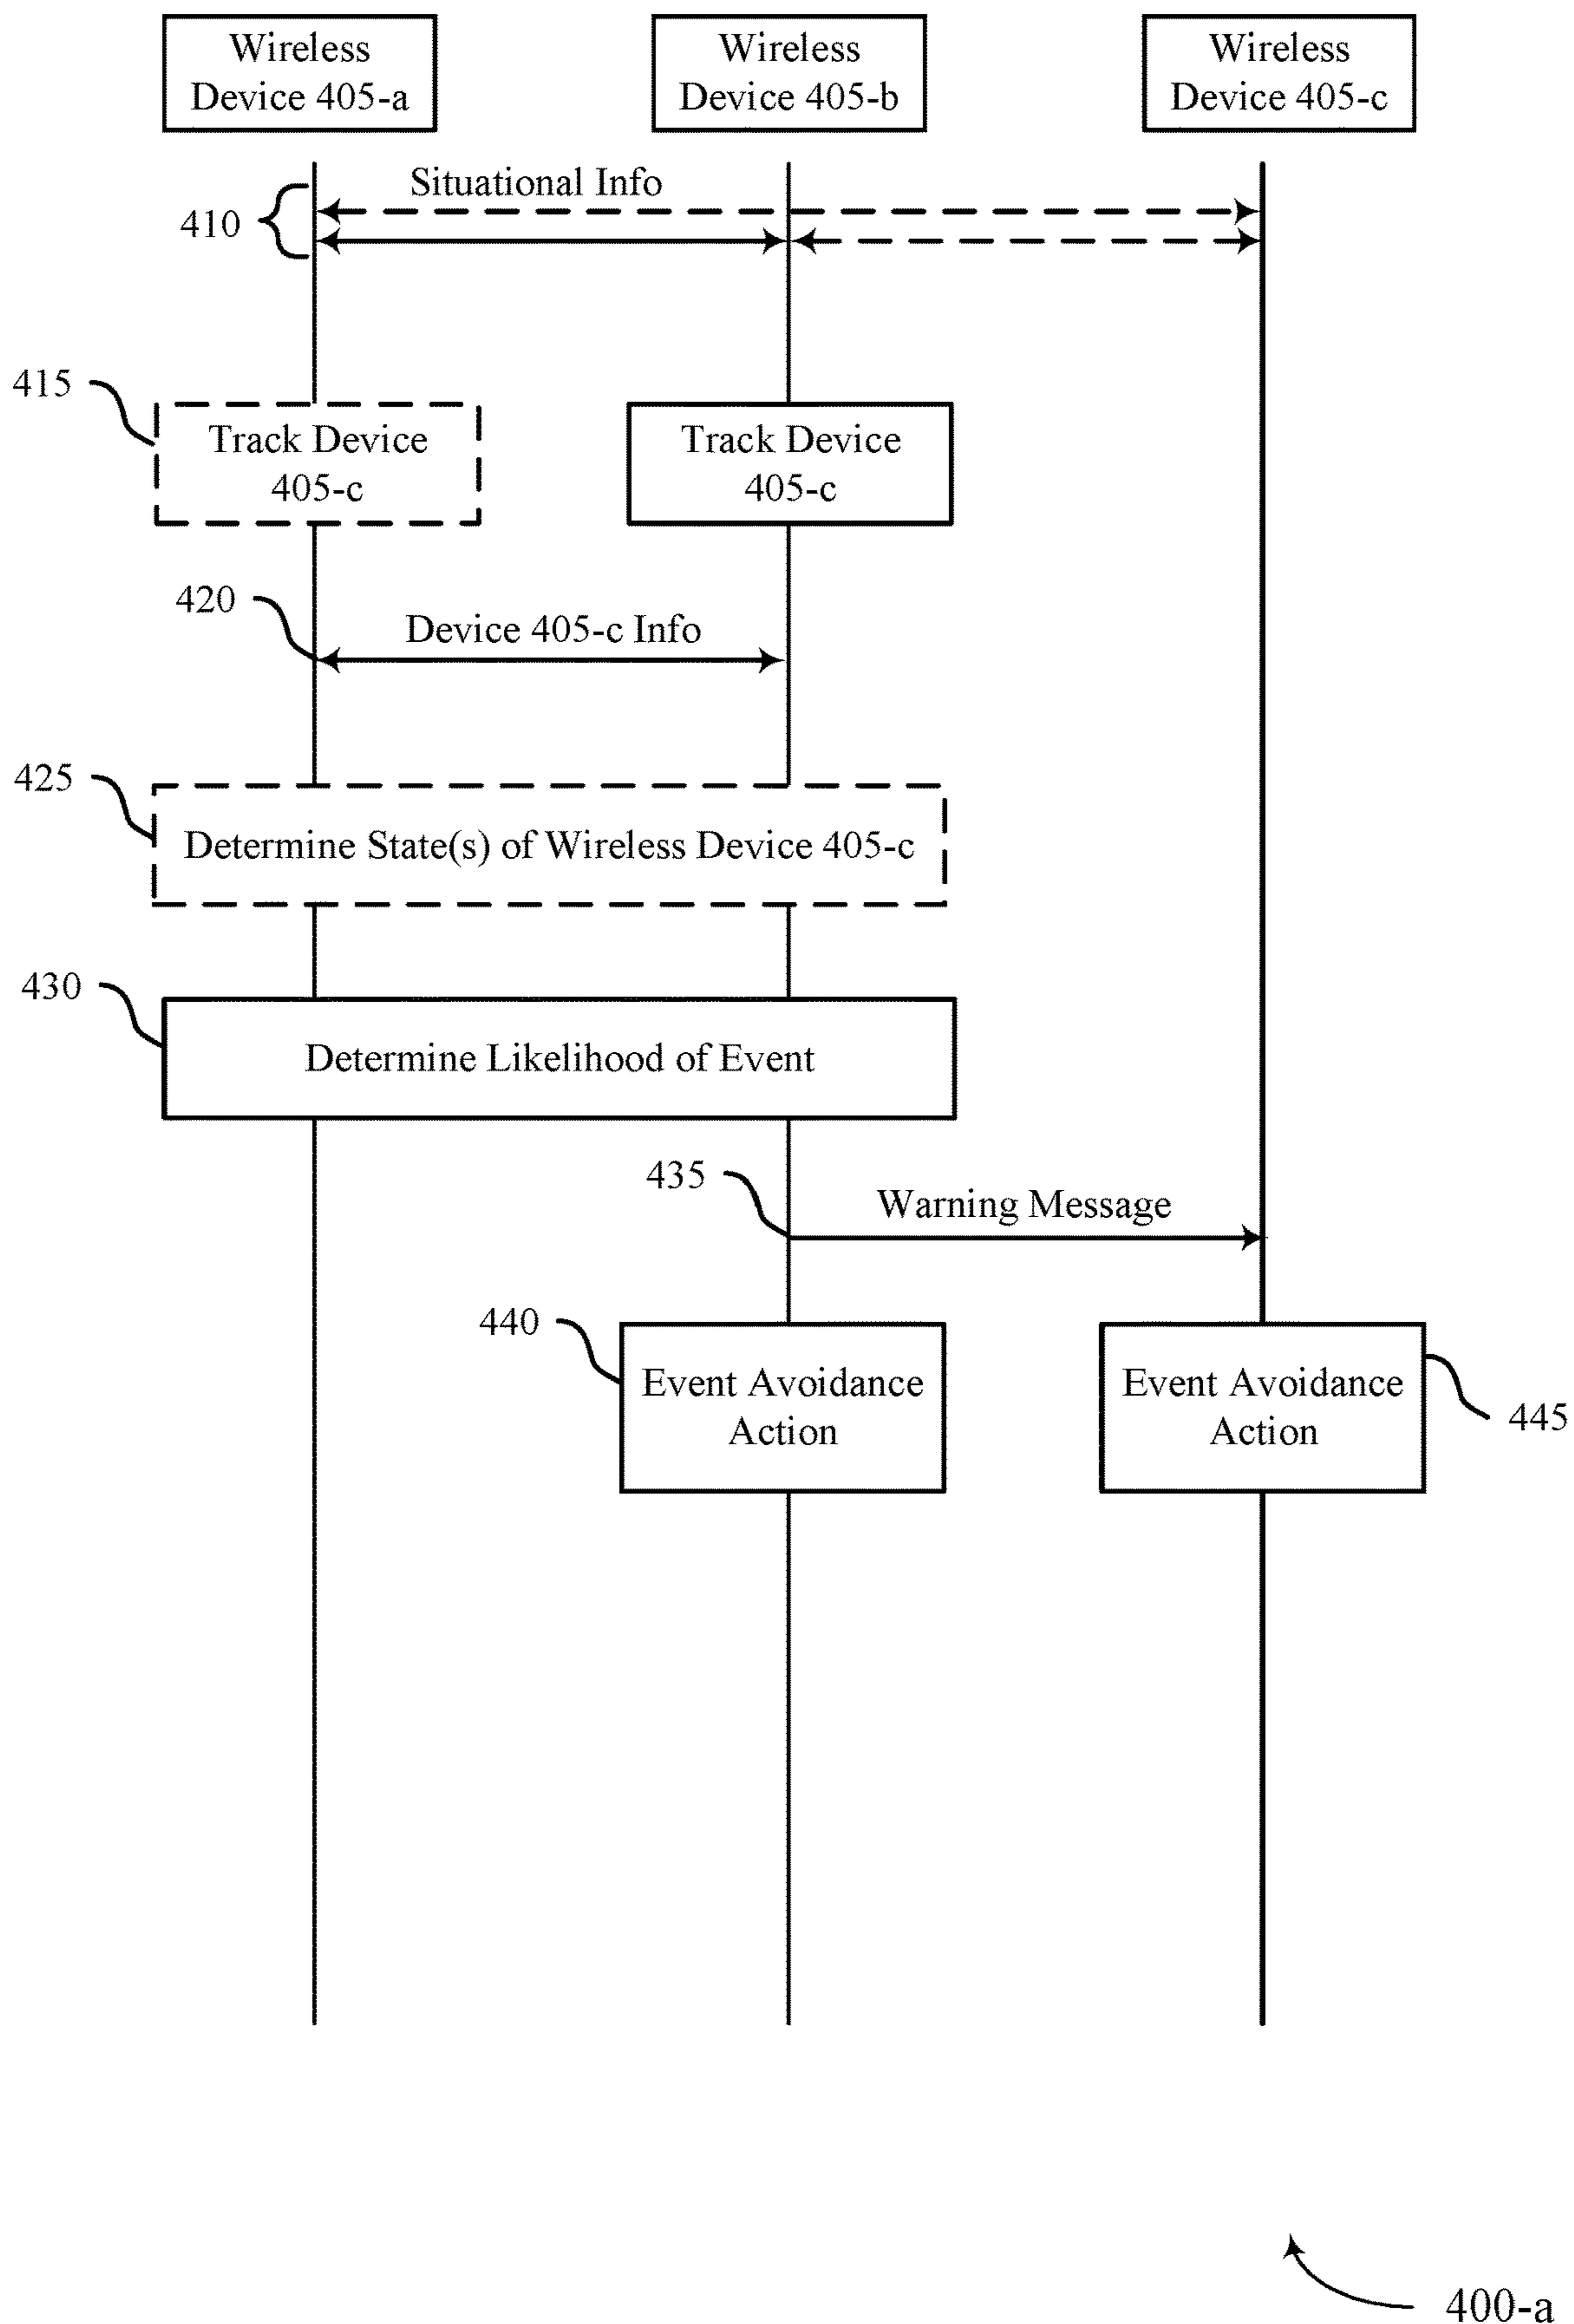 Wireless
Device 405-a
Wireless
Device 405-b
Wireless
Device 405-c
Situational Info
410
415
Track Device
405-c
Track Device
405-c
420
Device 405-c Info
425
Determine State(s) of Wireless Device 405-c
430
Determine Likelihood of Event
435
Warning Message
440
Event Avoidance
Action
Event Avoidance
Action
445
400-a